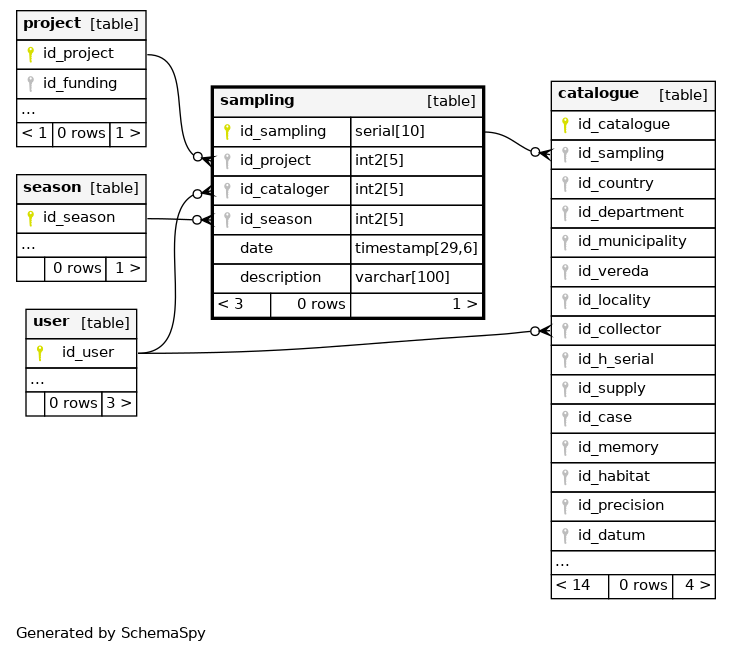 project [table]
id_project
id_funding
...
< 1 0 rows 1 >
season [table]
id_season
...
0 rows 1 >
user [table]
id_user
...
0 rows 3 >
sampling [table]
id_sampling serial[10]
id_project int2[5]
id_cataloger int2[5]
id_season int2[5]
date timestamp[29,6]
description varchar[100]
< 3 0 rows 1 >
catalogue [table]
id_catalogue
id_sampling
id_country
id_department
id_municipality
id_vereda
id_locality
id_collector
id_h_serial
id_supply
id_case
id_memory
id_habitat
id_precision
id_datum
...
< 14 0 rows 4 >
Generated by SchemaSpy